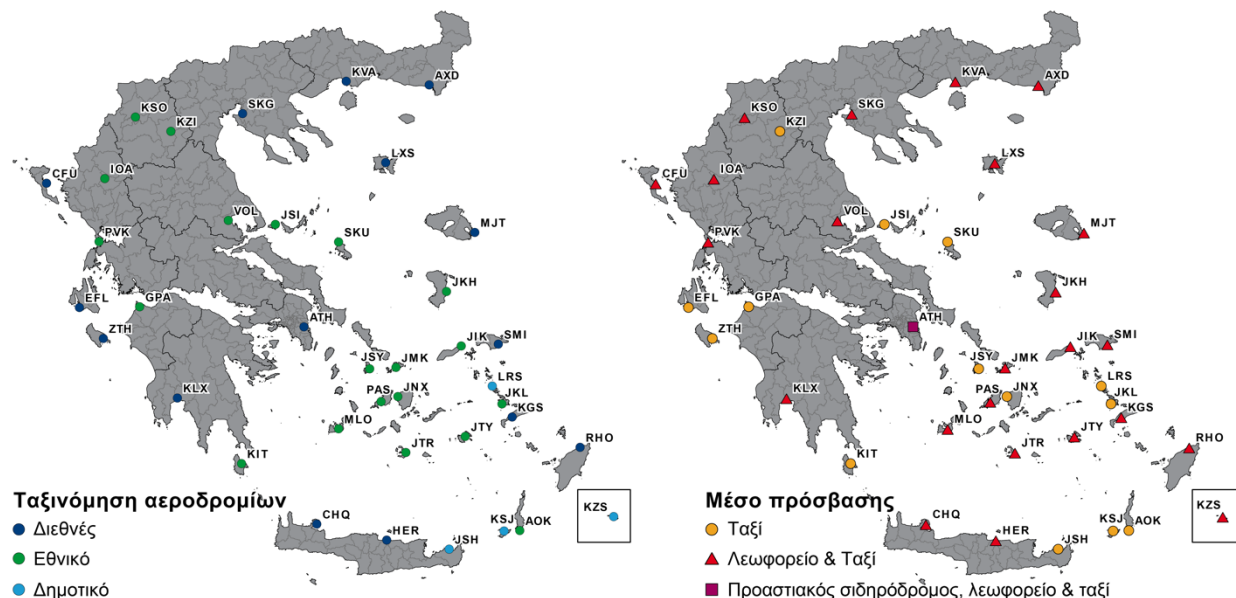 KVA
AXD
KSO
SKG
KZI
LXS
CFU
IOA
VOL
JSI
MJT
PVK
SKU
JKH
EFL
GPA
ATH
ZTH
SMI
JIK
JSY
JMK
LRS
PAS
JNX
JKL
KLX
KGS
MLO
JTY
RHO
JTR
KIT
Ταξινόμηση αεροδρομίων
Διεθνές
Εθνικό
Δημοτικό
CHQ
HER
JSH
KSJ
AOK
KZS
KVA
AXD
KSO
SKG
KZI
LXS
CFU
IOA
VOL
JSI
MJT
PVK
SKU
JKH
EFL
GPA
ATH
ZTH
SMI
JIK
JSY
JMK
LRS
PAS
JNX
JKL
KLX
KGS
MLO
JTY
RHO
JTR
KIT
Μέσο πρόσβασης
Ταξί
Λεωφορείο & Ταξί
Προαστιακός σιδηρόδρομος, λεωφορείο & ταξί
CHQ
HER
JSH
KSJ
AOK
KZS